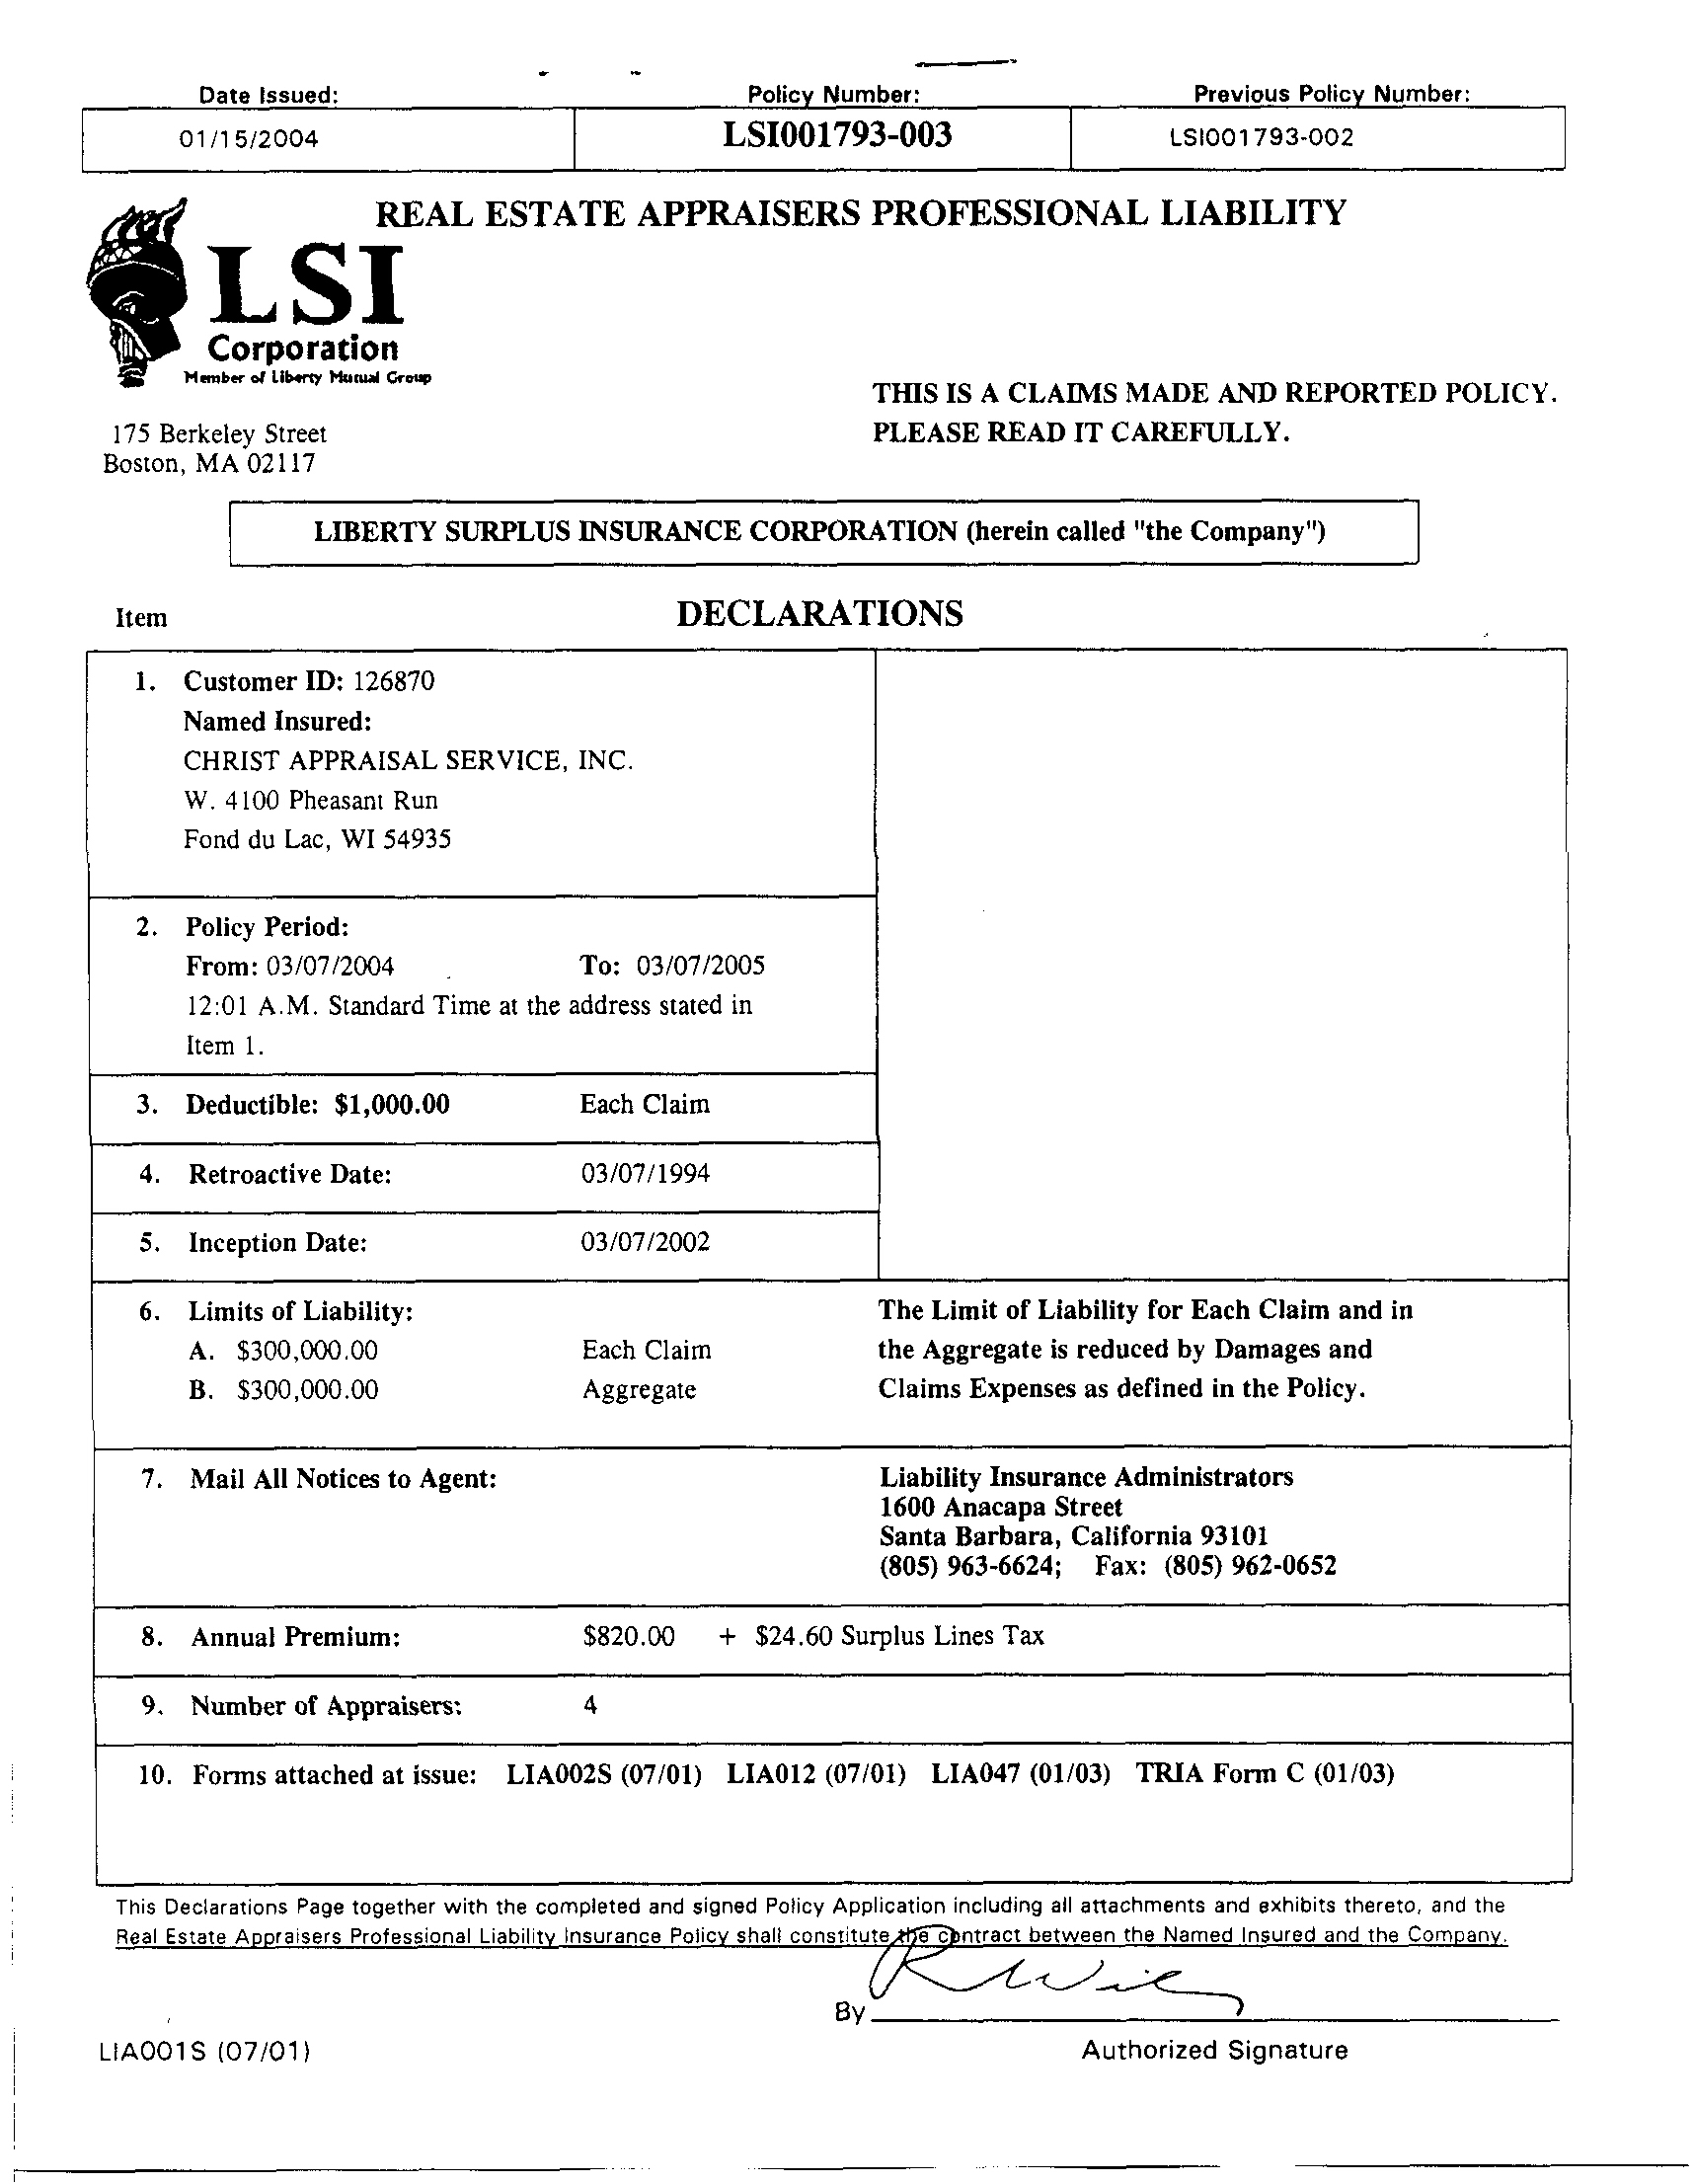 Date Issued: Policy Number: Previous Policy Number:
01/15/2004 LSI001793-003 LSI001793-002
REAL ESTATE APPRAISERS PROFESSIONAL LIABILITY
LSI
Corporation
Member of Liberty Mutual Group
THIS IS A CLAIMS MADE AND REPORTED POLICY.
PLEASE READ IT CAREFULLY.
175 Berkeley Street
Boston, MA 02117
LIBERTY SURPLUS INSURANCE CORPORATION (herein called "the Company")
Item DECLARATIONS
1. Customer ID: 126870
Named Insured:
CHRIST APPRAISAL SERVICE, INC.
W. 4100 Pheasant Run
Fond du Lac, WI 54935
2. Policy Period:
From: 03/07/2004 To: 03/07/2005
12:01 A.M. Standard Time at the address stated in
Item 1.
3. Deductible: $1,000.00 Each Claim
4. Retroactive Date: 03/07/1994
5. Inception Date: 03/07/2002
6. Limits of Liability: The Limit of Liability for Each Claim and in
A. $300,000.00 Each Claim the Aggregate is reduced by Damages and
B. $300,000.00 Aggregate Claims Expenses as defined in the Policy.
7. Mail All Notices to Agent: Liability Insurance Administrators
1600 Anacapa Street
Santa Barbara, California 93101
(805) 963-6624; Fax: (805) 962-0652
8. Annual Premium: $820.00 + $24.60 Surplus Lines Tax
9. Number of Appraisers: 4
10. Forms attached at issue: LIA002S (07/01) LIA012 (07/01) LIA047 (01/03) TRIA Form C (01/03)
This Declarations Page together with the completed and signed Policy Application including all attachments and exhibits thereto, and the
Real Estate Appraisers Professional Liability Insurance Policy shall constitute the contract between the Named Insured and the Company.
By
LIA001S (07/01) Authorized Signature